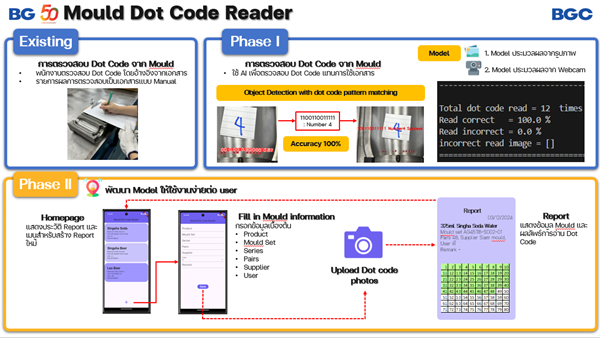 BG 50 Mould Dot Code Reader
BGC
Existing
การตรวจสอบ Dot Code จาก Mould
• พนักงานตรวจสอบ Dot Code โดยอ้างอิงจากเอกสาร
• รายการผลการตรวจสอบเป็นเอกสารแบบ Manual
Phase I
การตรวจสอบ Dot Code จาก Mould
• ใช้ AI เพื่อตรวจสอบ Dot Code แทนการใช้เอกสาร
Model
1. Model ประมวลผลจากรูปภาพ
2. Model ประมวลผลจาก Webcam
Object Detection with dot code pattern matching
4
110011001111
: Number 4
4
Accuracy 100%
Total dot code read = 12 times
Read correct = 100.0 %
Read incorrect = 0.0 %
incorrect read image = []
Phase II
พัฒนา Model ให้ใช้งานง่ายต่อ user
Homepage
แสดงประวัติ Report และ
แบบสำหรับสร้าง Report
ใหม่
Singha Soda
Singha Beer
Leo Beer
Fill in Mould information
กรอกข้อมูลเบื้องต้น
• Product
• Mould Set
• Series
• Pairs
• Supplier
• User
Upload Dot code
photos
Report
375ml. Singha Soda Water
Report
แสดงข้อมูล Mould และ
ผลลัพธ์การอ่าน Dot
Code